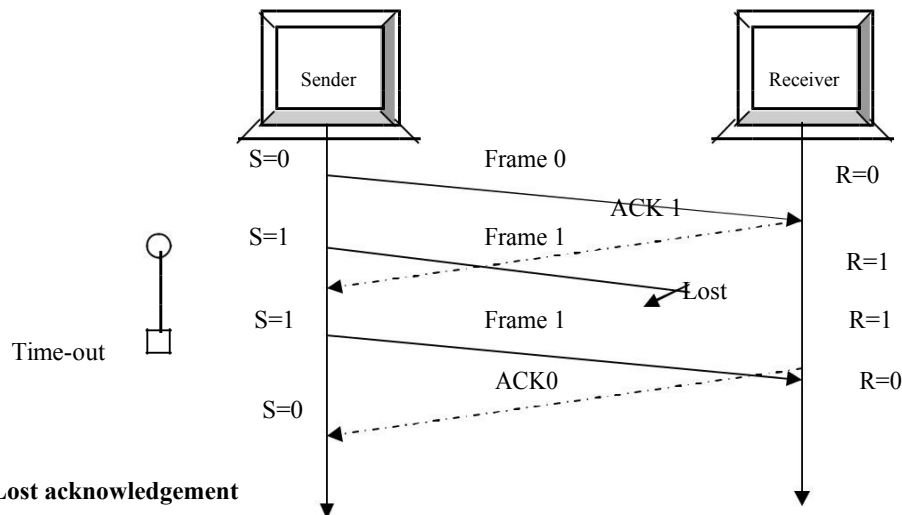 Sender
Receiver
S=0
Frame 0
R=0
ACK 1
S=1
Frame 1
R=1
Lost
S=1
Frame 1
R=1
Time-out
ACK0
R=0
S=0
Lost acknowledgement